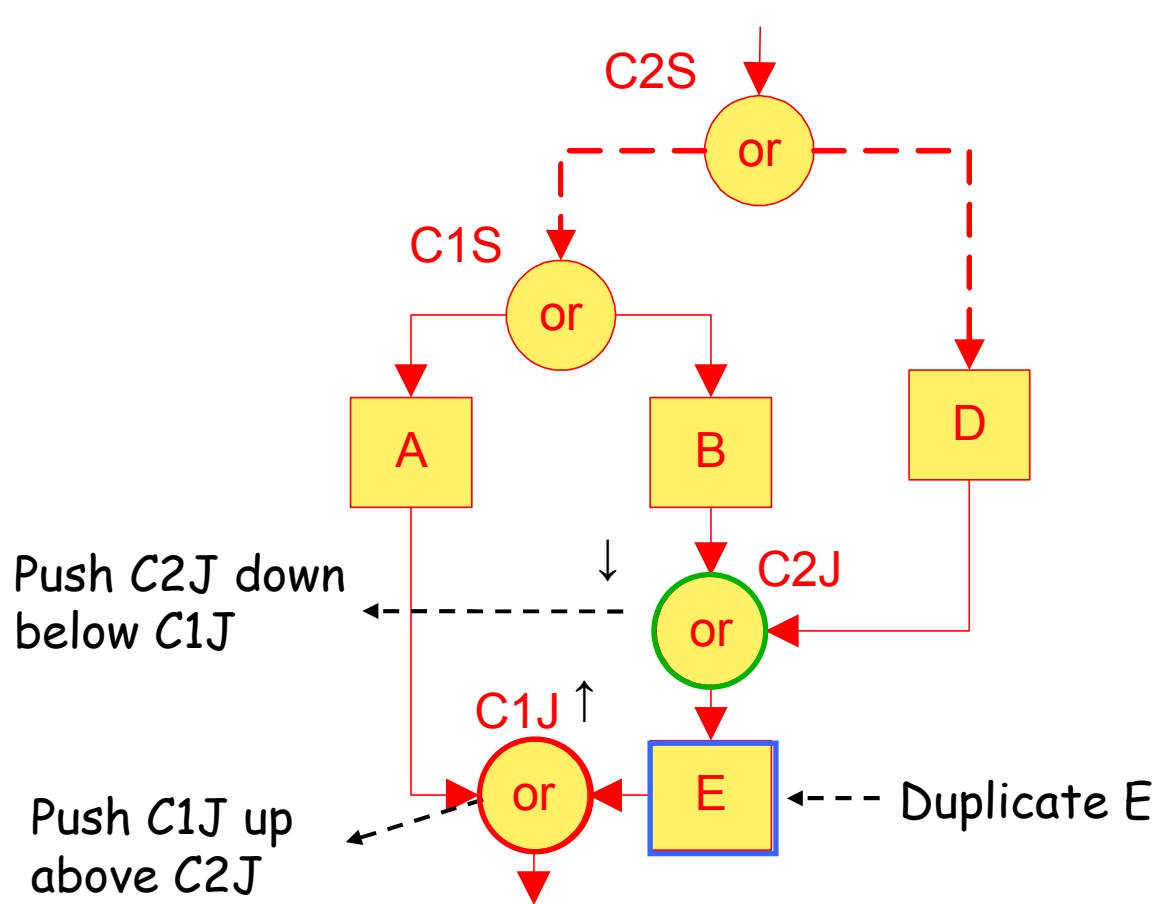 C2S
or
C1S
or
A
B
D
↓
Push C2J down
below C1J
C2J
or
C1J ↑
or
E
Duplicate E
Push C1J up
above C2J